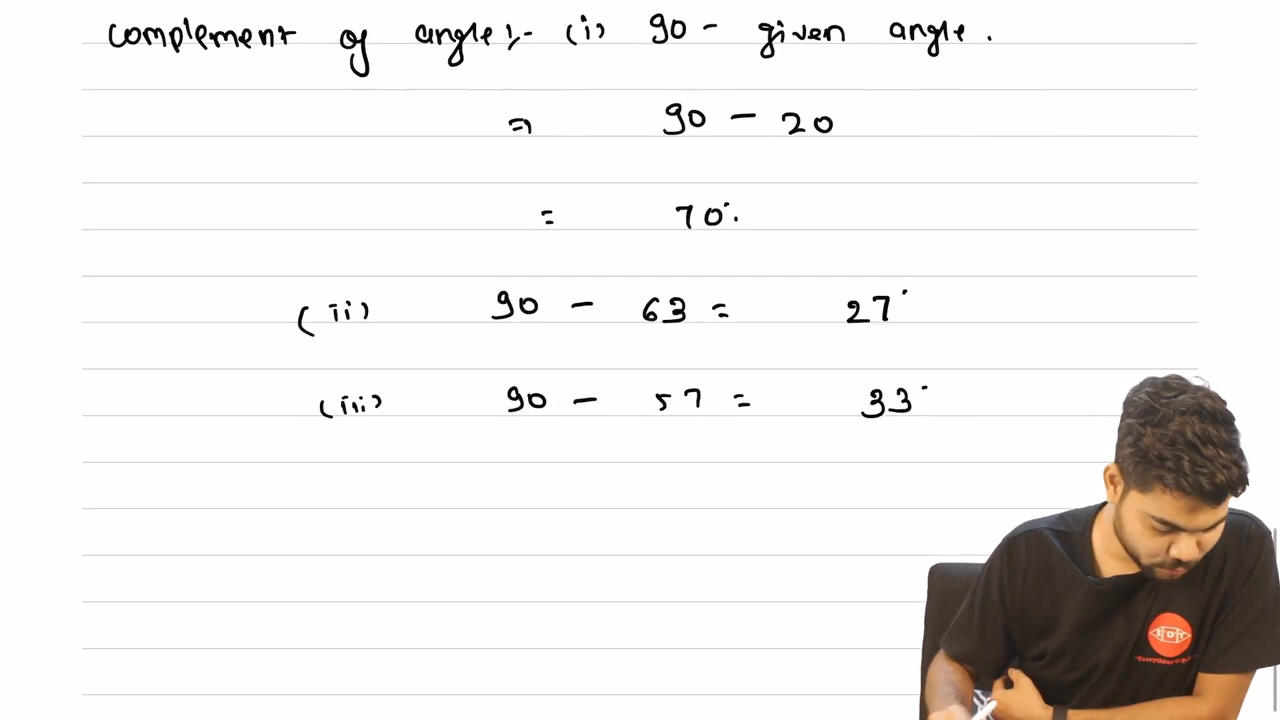 complement of angle :- (i) 90 - given angle.
⇒ 90 - 20
= 70°.
(ii) 90 - 63 = 27°
(iii) 90 - 57 = 33°